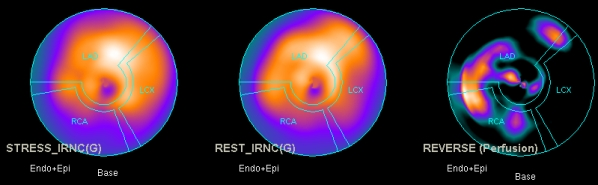 LAD
LCX
RCA
STRESS_IRNC(G)
Endo+Epi
Base
LAD
LCX
RCA
REST_IRNC(G)
Endo+Epi
LAD
LCX
RCA
REVERSE (Perfusion)
Endo+Epi
Base